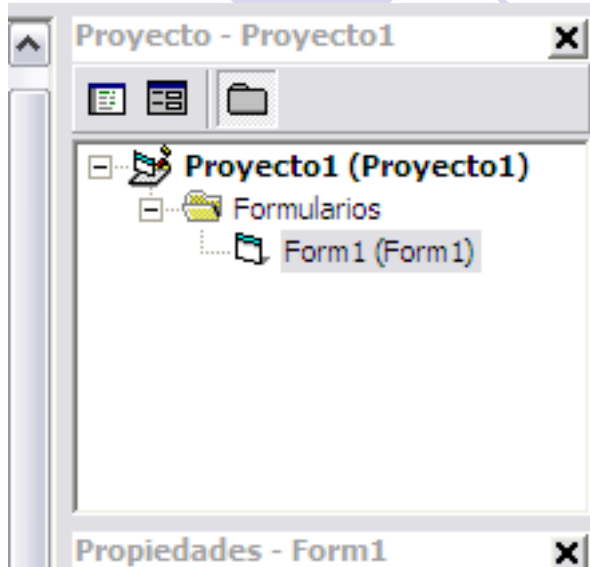 Proyecto - Proyecto1
Proyecto1 (Proyecto1)
Formularios
Form1 (Form1)
Propiedades - Form1